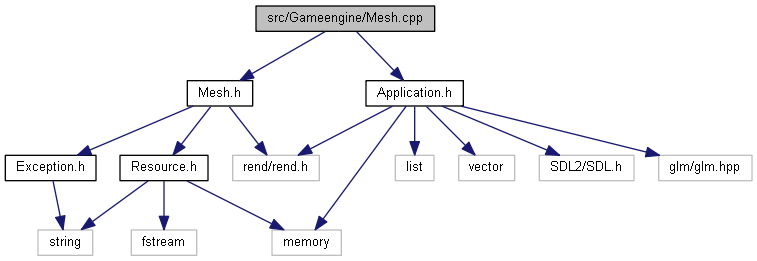 src/Gameengine/Mesh.cpp
Mesh.h
Application.h
Exception.h
Resource.h
rend/rend.h
list
vector
SDL2/SDL.h
glm/glm.hpp
string
fstream
memory